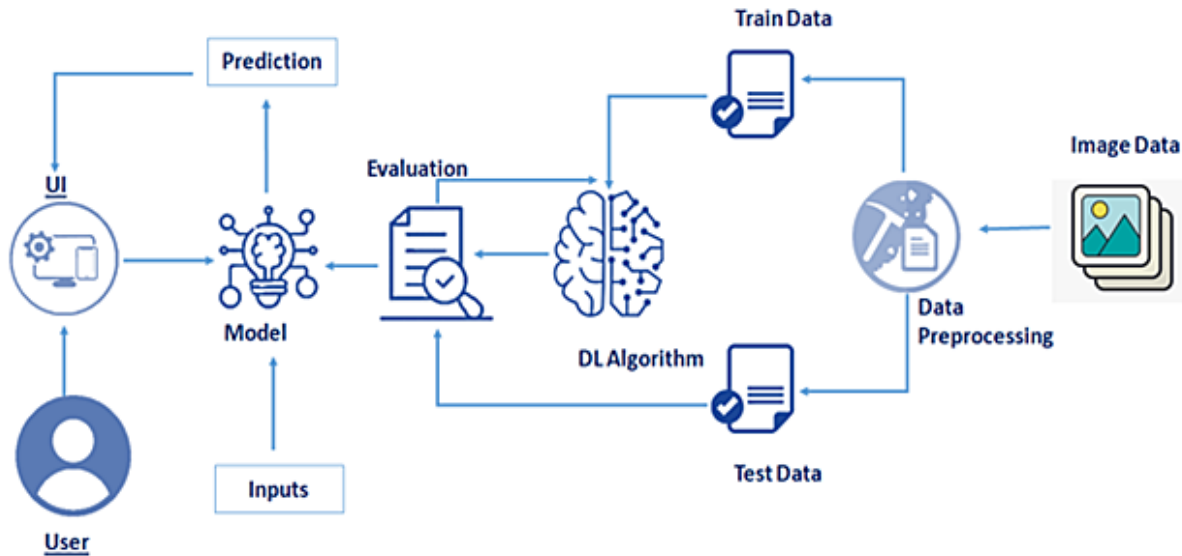 Train Data
Prediction
Image Data
Evaluation
UI
Model
Data
Preprocessing
DL Algorithm
Inputs
Test Data
User